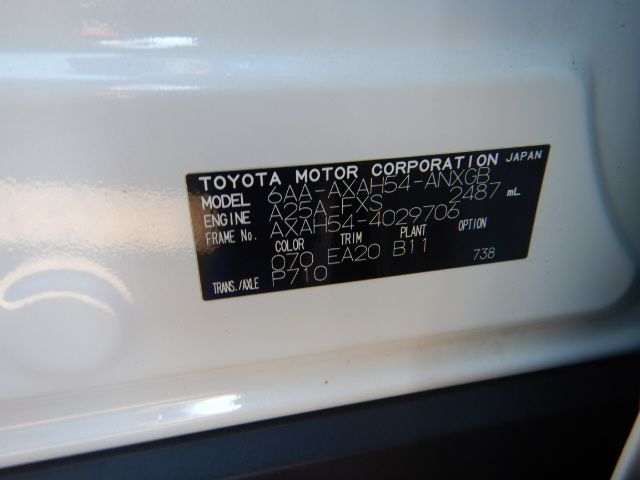 TOYOTA MOTOR CORPORATION JAPAN
MODEL 6AA-AXAH54-ANXGB
ENGINE A25A-FXS 2487 mL
FRAME No. AXAH54-4029706
COLOR TRIM PLANT OPTION
070 EA20 B11
TRANS./AXLE P710 738